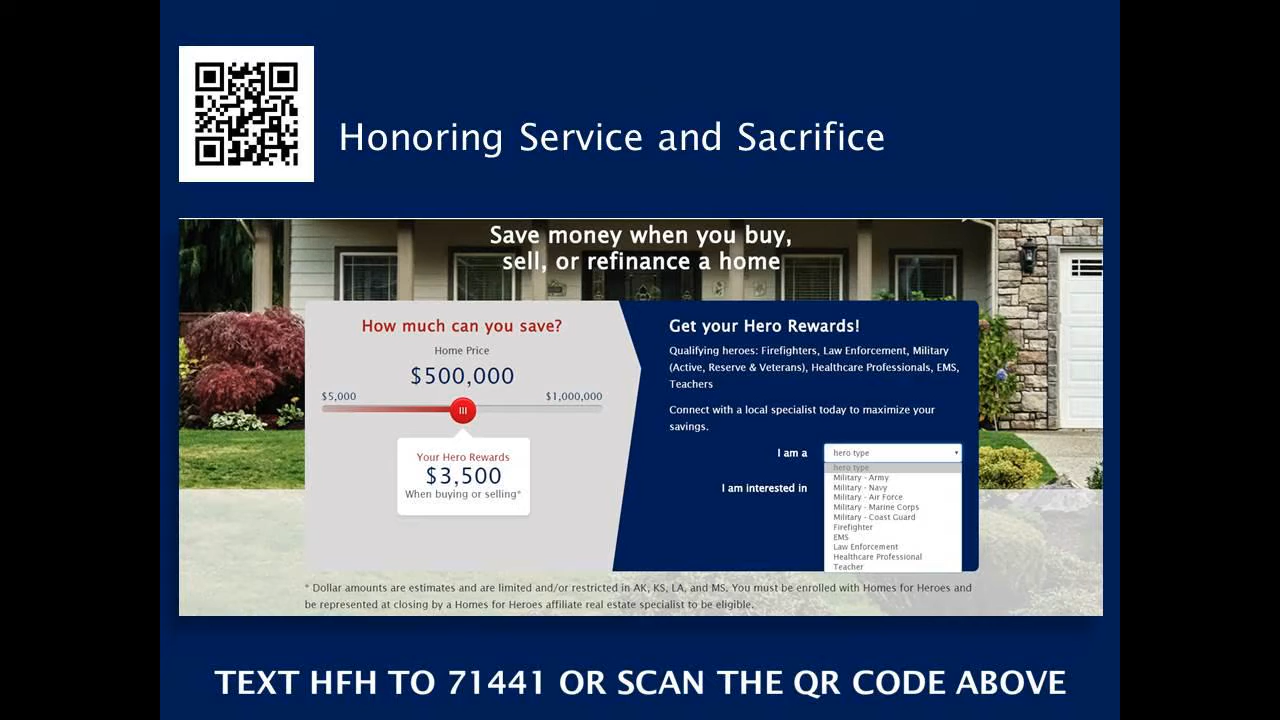 Honoring Service and Sacrifice
Save money when you buy,
sell, or refinance a home
How much can you save?
Home Price
$500,000
$5,000
$1,000,000
Your Hero Rewards
$3,500
When buying or selling*
Get your Hero Rewards!
Qualifying heroes: Firefighters, Law Enforcement, Military
(Active, Reserve & Veterans), Healthcare Professionals, EMS,
Teachers
Connect with a local specialist today to maximize your
savings.
I am a
hero type
hero type
Military - Army
Military - Navy
Military - Air Force
Military - Marine Corps
Military - Coast Guard
Firefighter
EMS
Law Enforcement
Healthcare Professional
Teacher
I am interested in
* Dollar amounts are estimates and are limited and/or restricted in AK, KS, LA, and MS. You must be enrolled with Homes for Heroes and
be represented at closing by a Homes for Heroes affiliate real estate specialist to be eligible.
TEXT HFH TO 71441 OR SCAN THE QR CODE ABOVE